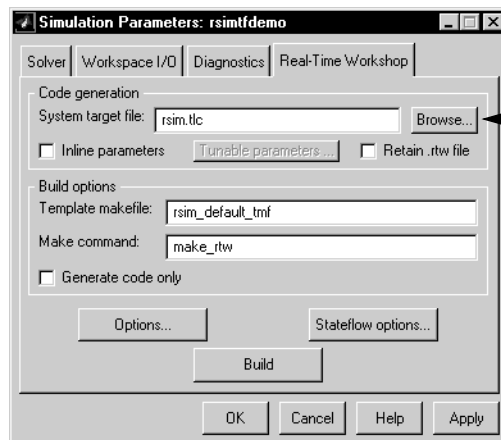 Simulation Parameters: rsimtfdemo
Solver Workspace I/O Diagnostics Real-Time Workshop
Code generation
System target file: rsim.tlc Browse...
Inline parameters Tunable parameters ... Retain .rtw file
Build options
Template makefile: rsim_default_tmf
Make command: make_rtw
Generate code only
Options... Stateflow options...
Build
OK Cancel Help Apply